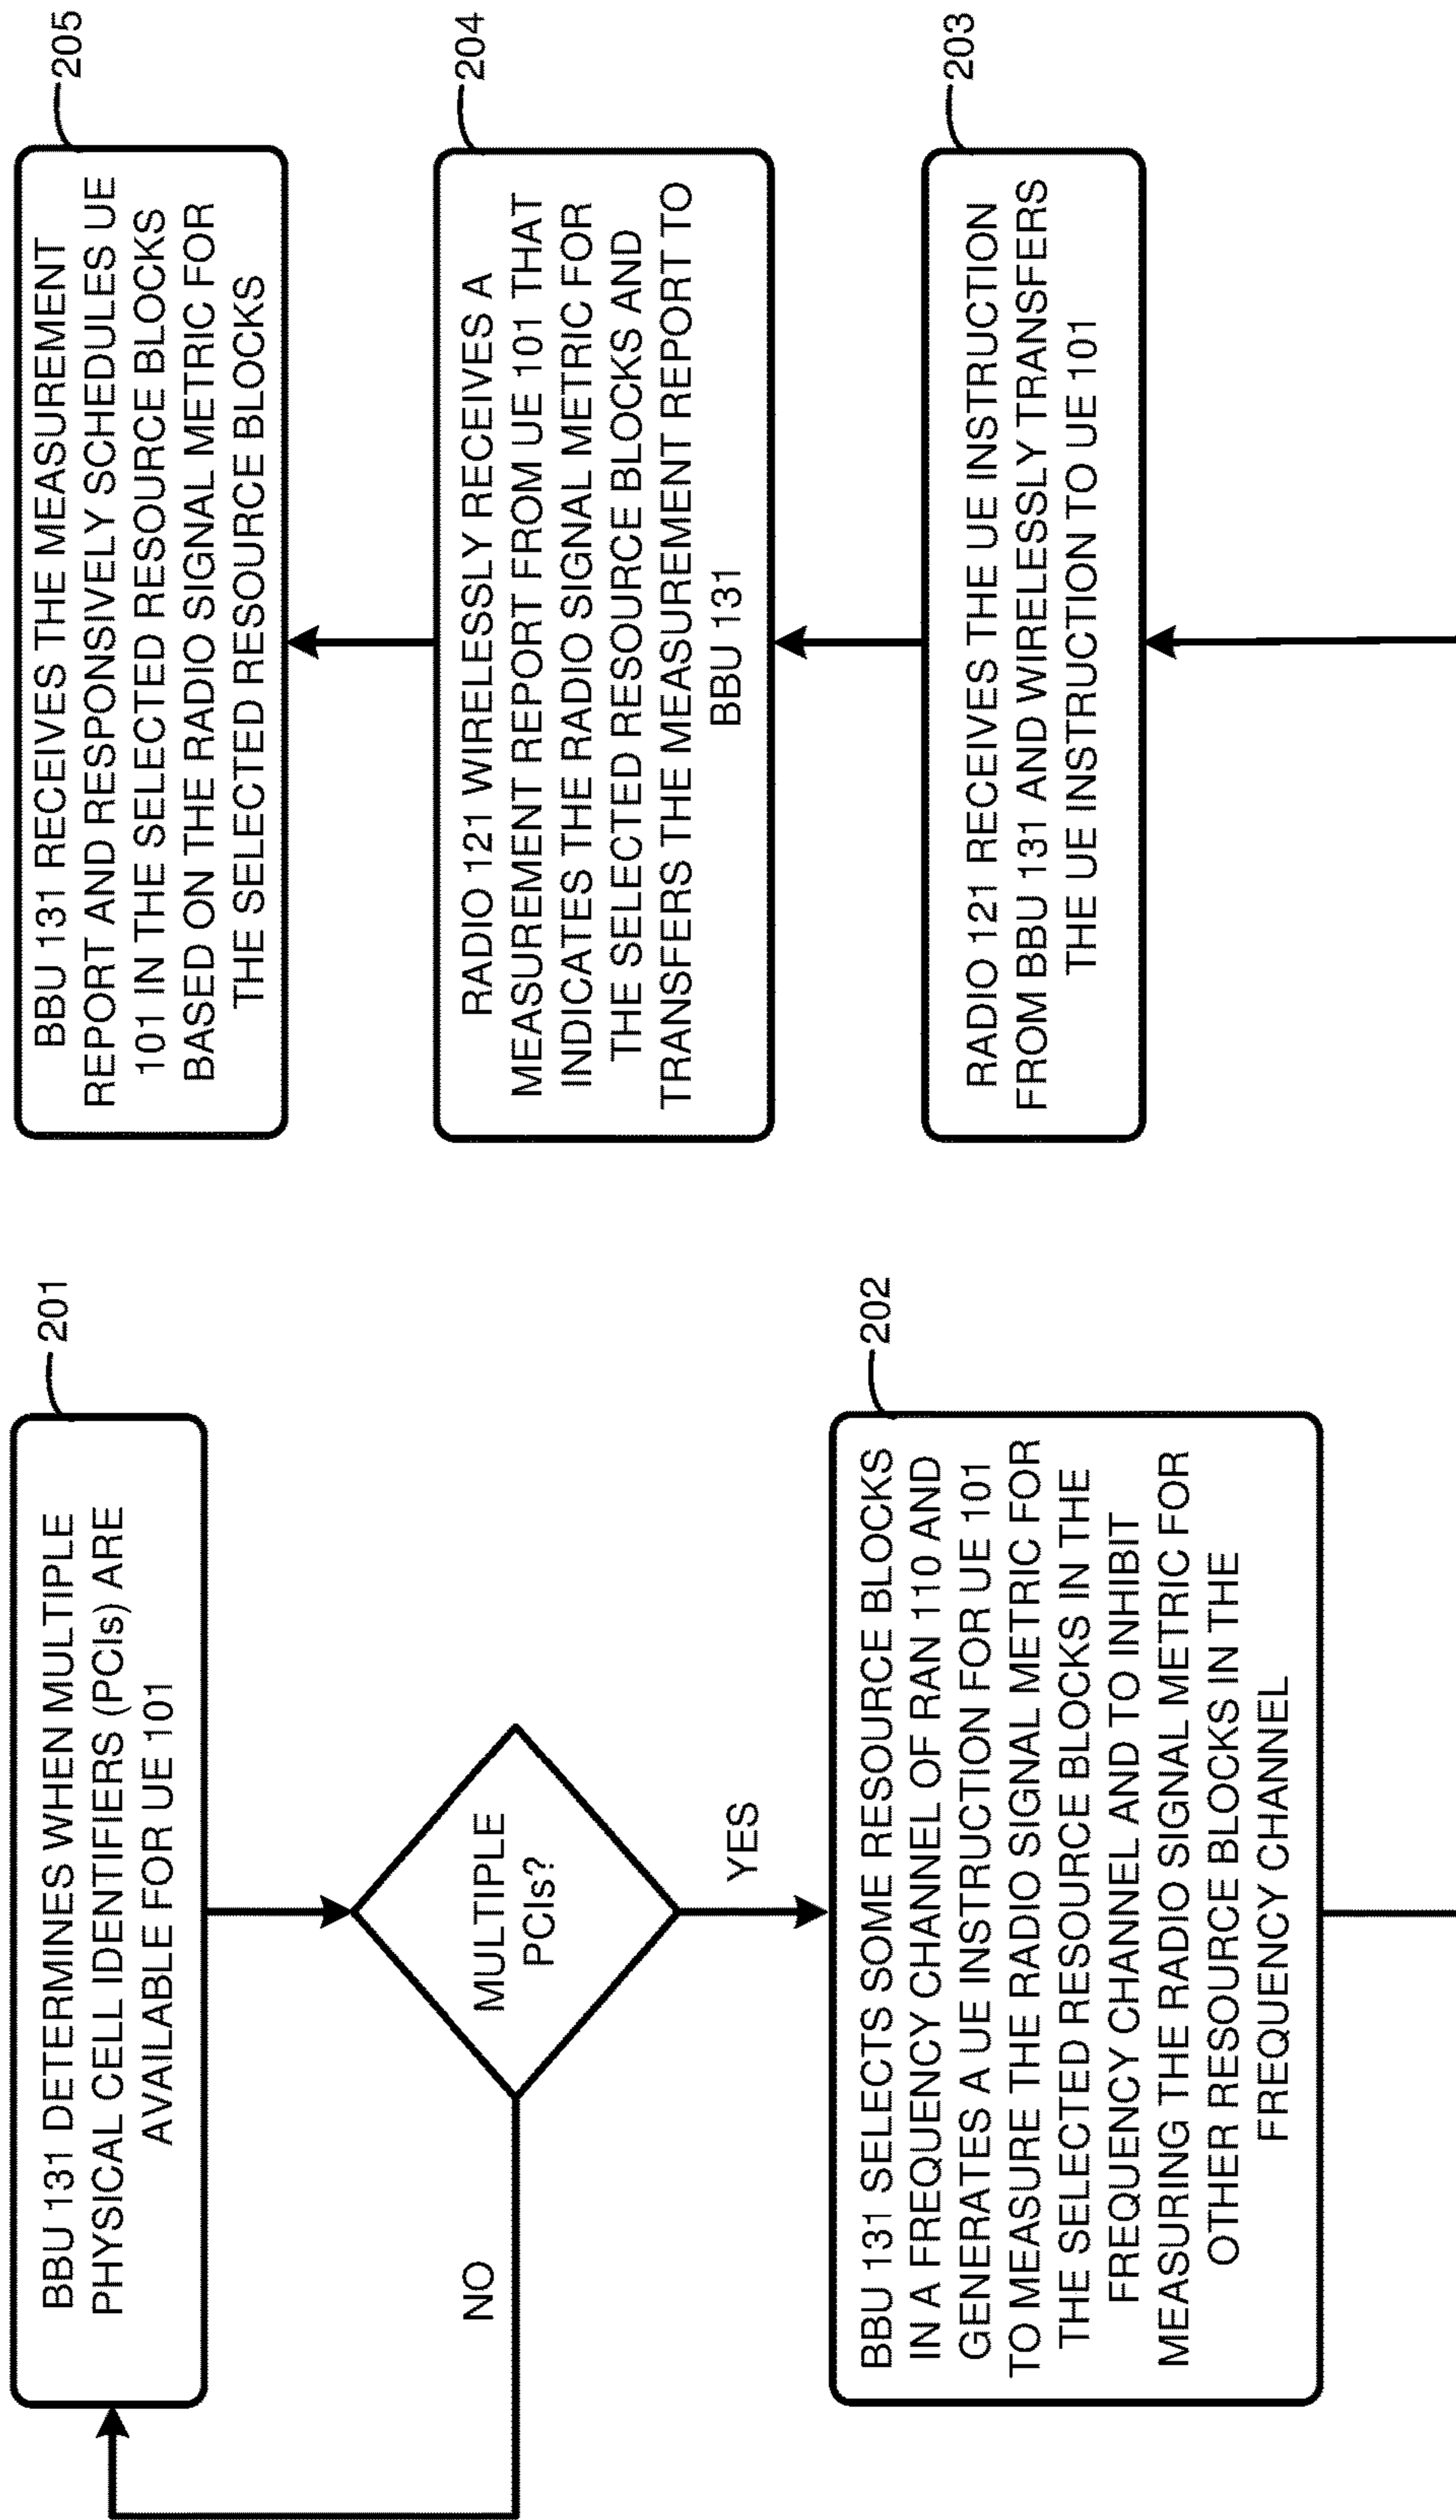 201
BBU 131 DETERMINES WHEN MULTIPLE
PHYSICAL CELL IDENTIFIERS (PCIs) ARE
AVAILABLE FOR UE 101
MULTIPLE
PCIs?
NO
YES
202
BBU 131 SELECTS SOME RESOURCE BLOCKS
IN A FREQUENCY CHANNEL OF RAN 110 AND
GENERATES A UE INSTRUCTION FOR UE 101
TO MEASURE THE RADIO SIGNAL METRIC FOR
THE SELECTED RESOURCE BLOCKS IN THE
FREQUENCY CHANNEL AND TO INHIBIT
MEASURING THE RADIO SIGNAL METRIC FOR
OTHER RESOURCE BLOCKS IN THE
FREQUENCY CHANNEL
203
RADIO 121 RECEIVES THE UE INSTRUCTION
FROM BBU 131 AND WIRELESSLY TRANSFERS
THE UE INSTRUCTION TO UE 101
204
RADIO 121 WIRELESSLY RECEIVES A
MEASUREMENT REPORT FROM UE 101 THAT
INDICATES THE RADIO SIGNAL METRIC FOR
THE SELECTED RESOURCE BLOCKS AND
TRANSFERS THE MEASUREMENT REPORT TO
BBU 131
205
BBU 131 RECEIVES THE MEASUREMENT
REPORT AND RESPONSIVELY SCHEDULES UE
101 IN THE SELECTED RESOURCE BLOCKS
BASED ON THE RADIO SIGNAL METRIC FOR
THE SELECTED RESOURCE BLOCKS